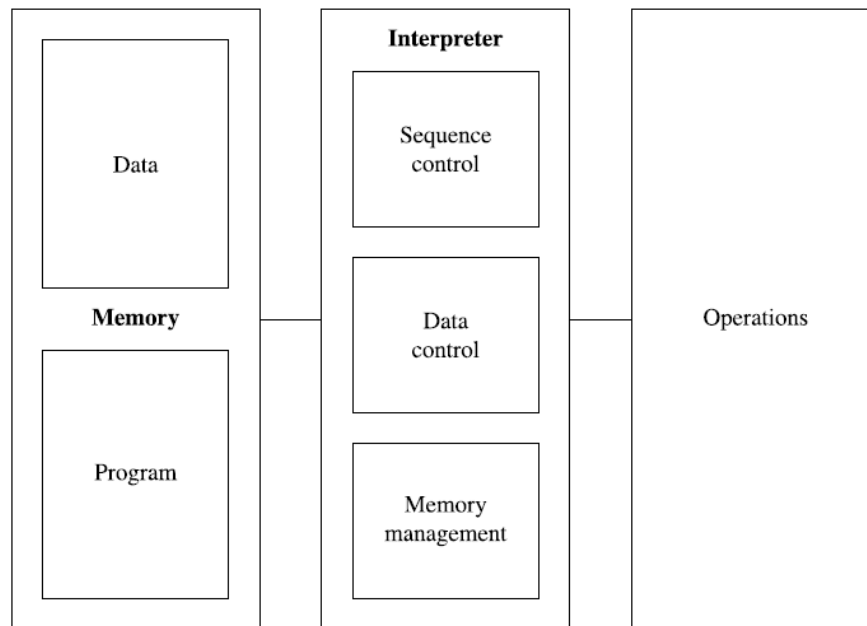 Data
Memory
Program
Interpreter
Sequence
control
Data
control
Memory
management
Operations